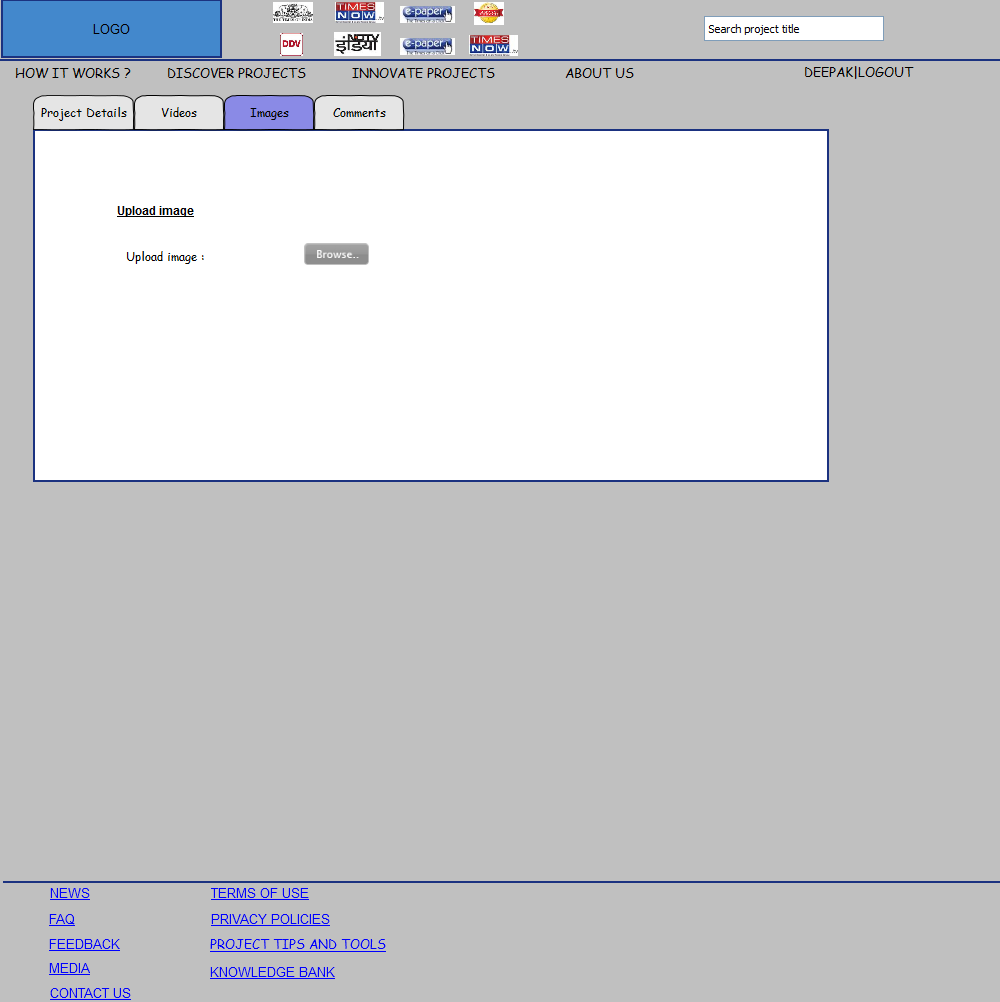 LOGO
TIMES
NOW
e-paper
Search project title
DDV
NDTV
इंडिया
e-paper
TIMES
NOW
HOW IT WORKS ?
DISCOVER PROJECTS
INNOVATE PROJECTS
ABOUT US
DEEPAK|LOGOUT
Project Details
Videos
Images
Comments
Upload image
Upload image :
Browse..
NEWS
TERMS OF USE
FAQ
PRIVACY POLICIES
FEEDBACK
PROJECT TIPS AND TOOLS
MEDIA
KNOWLEDGE BANK
CONTACT US